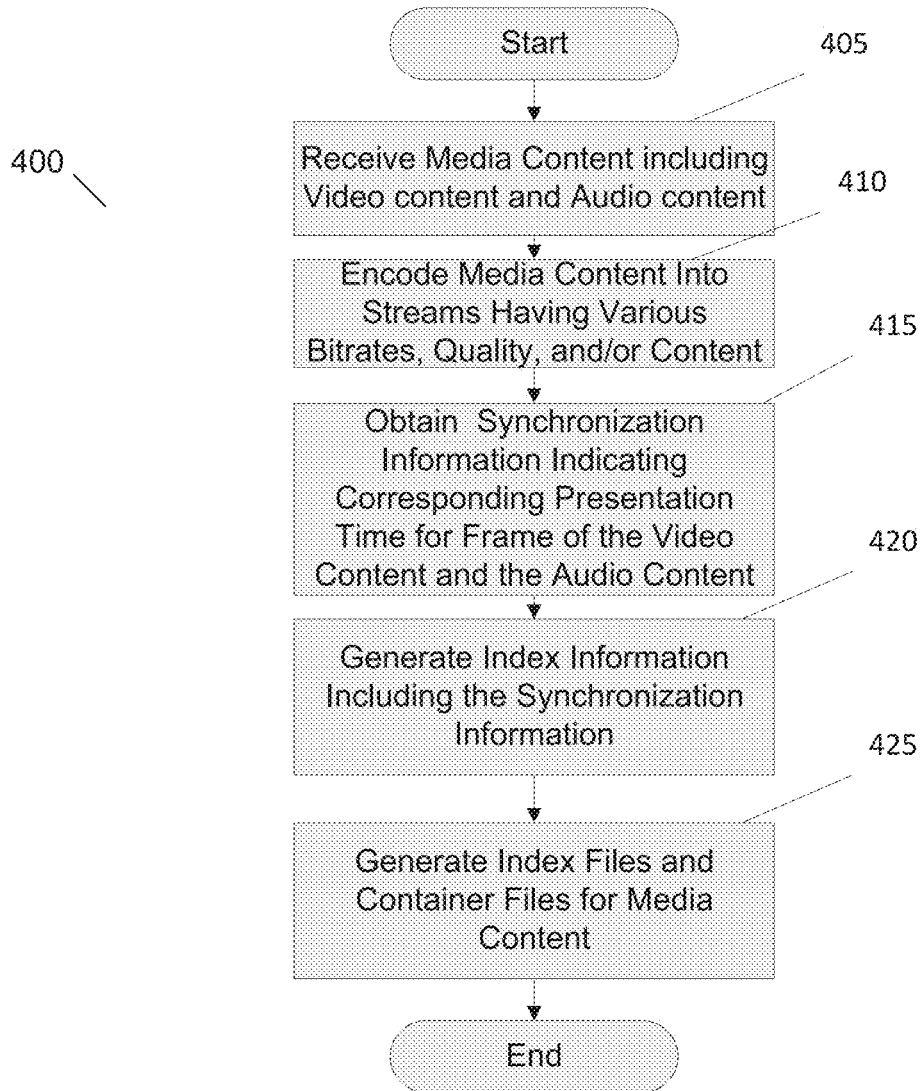 Start
405
400
Receive Media Content including
Video content and Audio content
410
Encode Media Content Into
Streams Having Various
Bitrates, Quality, and/or Content
415
Obtain Synchronization
Information Indicating
Corresponding Presentation
Time for Frame of the Video
Content and the Audio Content
420
Generate Index Information
Including the Synchronization
Information
425
Generate Index Files and
Container Files for Media
Content
End